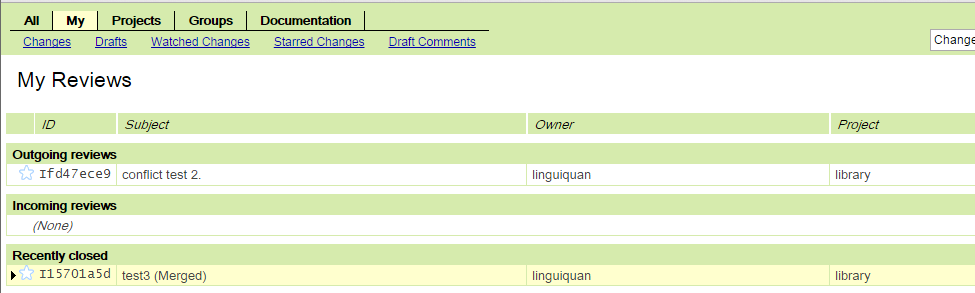 All My Projects Groups Documentation
Changes Drafts Watched Changes Starred Changes Draft Comments
Change
My Reviews
ID Subject Owner Project
Outgoing reviews
Ifd47ece9 conflict test 2. linguiquan library
Incoming reviews
(None)
Recently closed
I15701a5d test3 (Merged) linguiquan library